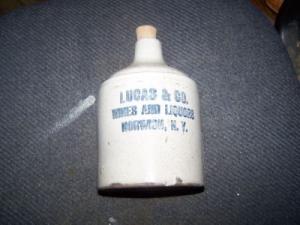 LUCAS & CO.
WINES AND LIQUORS
NORWICH, N. Y.